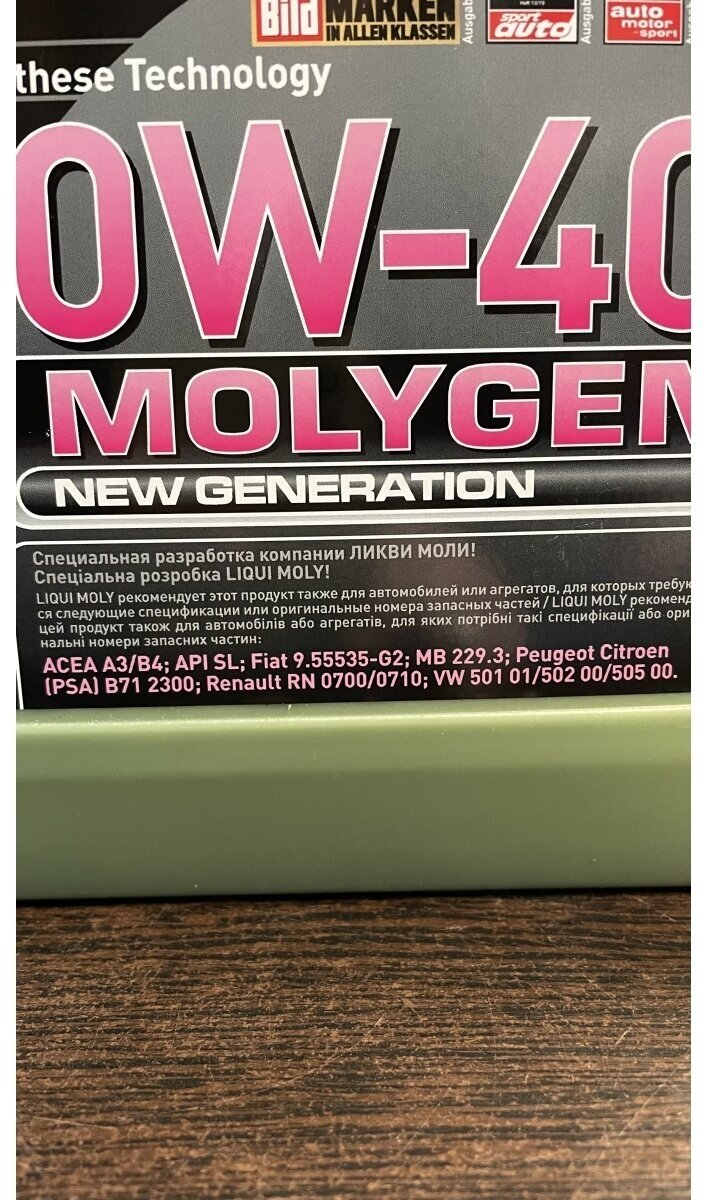 Bild MARKEN
IN ALLEN KLASSEN
sport
auto
auto
motor
sport
these Technology
0W-40
MOLYGEN
NEW GENERATION
Специальная разработка компании ЛИКВИ МОЛИ!
Спеціальна розробка LIQUI MOLY!
LIQUI MOLY рекомендует этот продукт также для автомобилей или агрегатов, для которых требую
ся следующие спецификации или оригинальные номера запасных частей / LIQUI MOLY рекоменд
цей продукт також для автомобілів або агрегатів, для яких потрібні такі специфікації або ори
нальні номери запасних частин:
ACEA A3/B4; API SL; Fiat 9.55535-G2; MB 229.3; Peugeot Citroen
(PSA) B71 2300; Renault RN 0700/0710; VW 501 01/502 00/505 00.